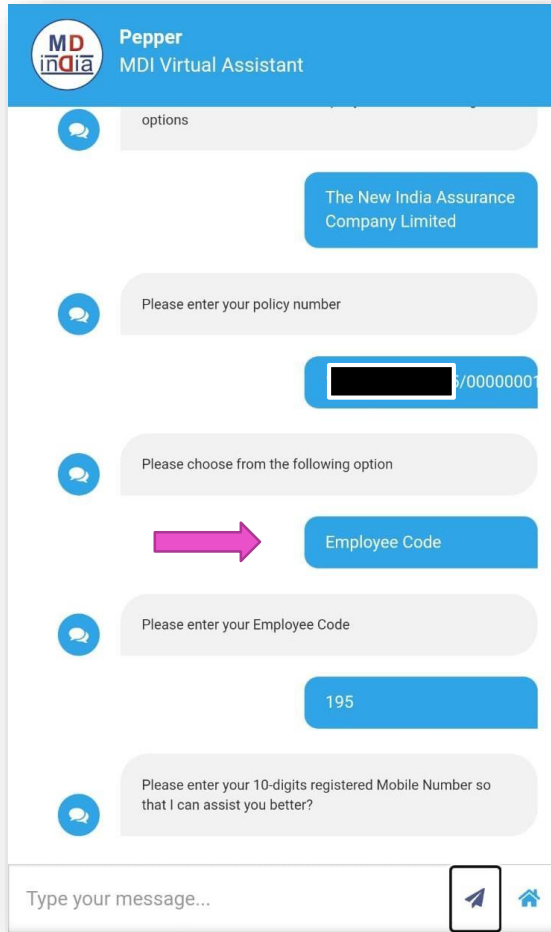 MD
india
Pepper
MDI Virtual Assistant
options
The New India Assurance
Company Limited
Please enter your policy number
/00000001
Please choose from the following option
Employee Code
Please enter your Employee Code
195
Please enter your 10-digits registered Mobile Number so
that I can assist you better?
Type your message...